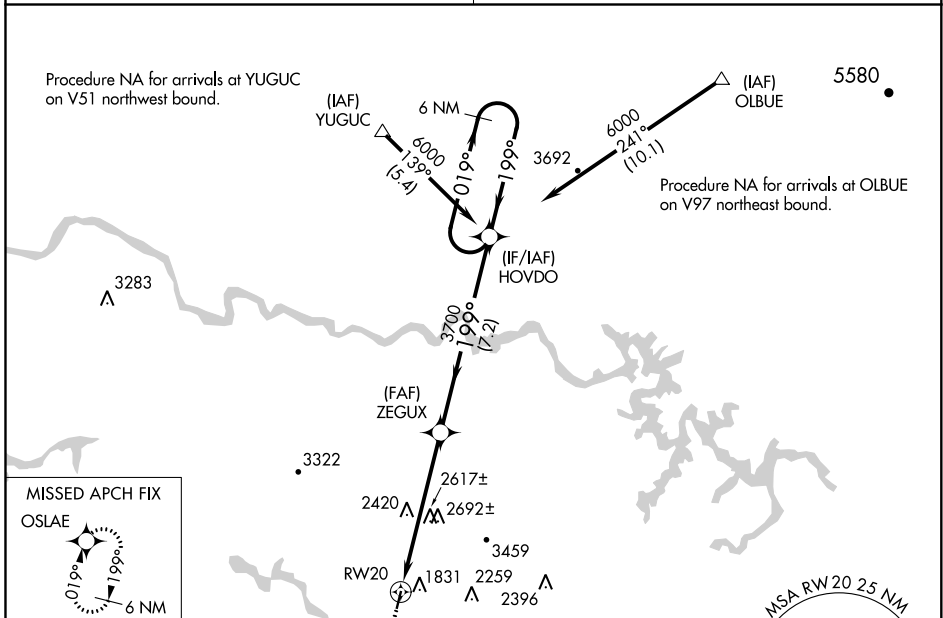 Procedure NA for arrivals at YUGUC
on V51 northwest bound.
(IAF)
YUGUC
6000
139°
(5.4)
6 NM
019°
199°
(IAF)
OLBUE
6000
241°
(10.1)
5580
3692
Procedure NA for arrivals at OLBUE
on V97 northeast bound.
(IF/IAF)
HOVDO
3283
3700
199°
(7.2)
(FAF)
ZEGUX
3322
2617±
2420
2692±
3459
RW20
1831
2259
2396
MISSED APCH FIX
OSLAE
019°
199°
6 NM
MSA RW20 25 NM